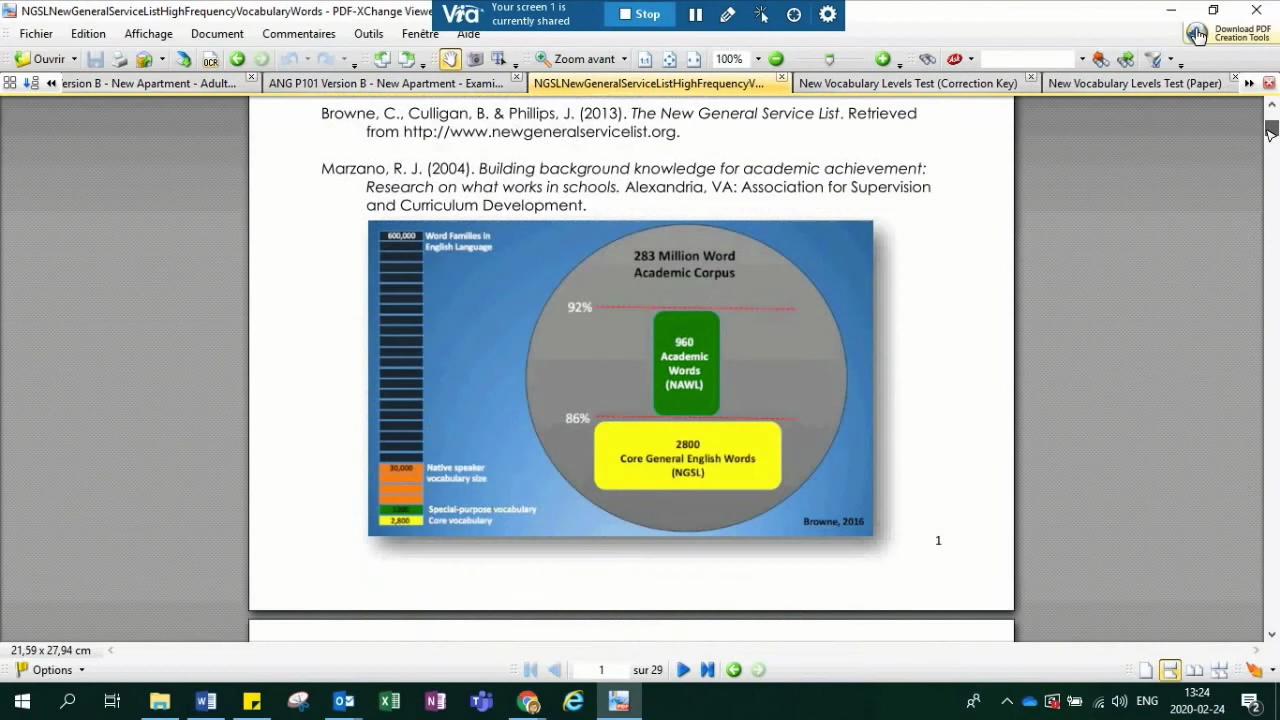 NGSLNewGeneralServiceListHighFrequencyVocabularyWords - PDF-XChange Viewer
Via
Your screen 1 is currently shared
Stop
Fichier Edition Affichage Document Commentaires Outils Fenêtre Aide
Download PDF Creation Tools
Ouvrir OCR Zoom avant 100%
ersion B - New Apartment - Adult...
ANG P101 Version B - New Apartment - Exami...
NGSLNewGeneralServiceListHighFrequencyV...
New Vocabulary Levels Test (Correction Key)
New Vocabulary Levels Test (Paper)
Browne, C., Culligan, B. & Phillips, J. (2013). The New General Service List. Retrieved
from http://www.newgeneralservicelist.org.
Marzano, R. J. (2004). Building background knowledge for academic achievement:
Research on what works in schools. Alexandria, VA: Association for Supervision
and Curriculum Development.
600,000 Word Families in
English Language
283 Million Word
Academic Corpus
92%
960
Academic
Words
(NAWL)
86%
2800
Core General English Words
(NGSL)
30,000 Native speaker
vocabulary size
Special-purpose vocabulary
2,800 Core vocabulary
Browne, 2016
1
21,59 x 27,94 cm
Options
1 sur 29
ENG
13:24
2020-02-24
2